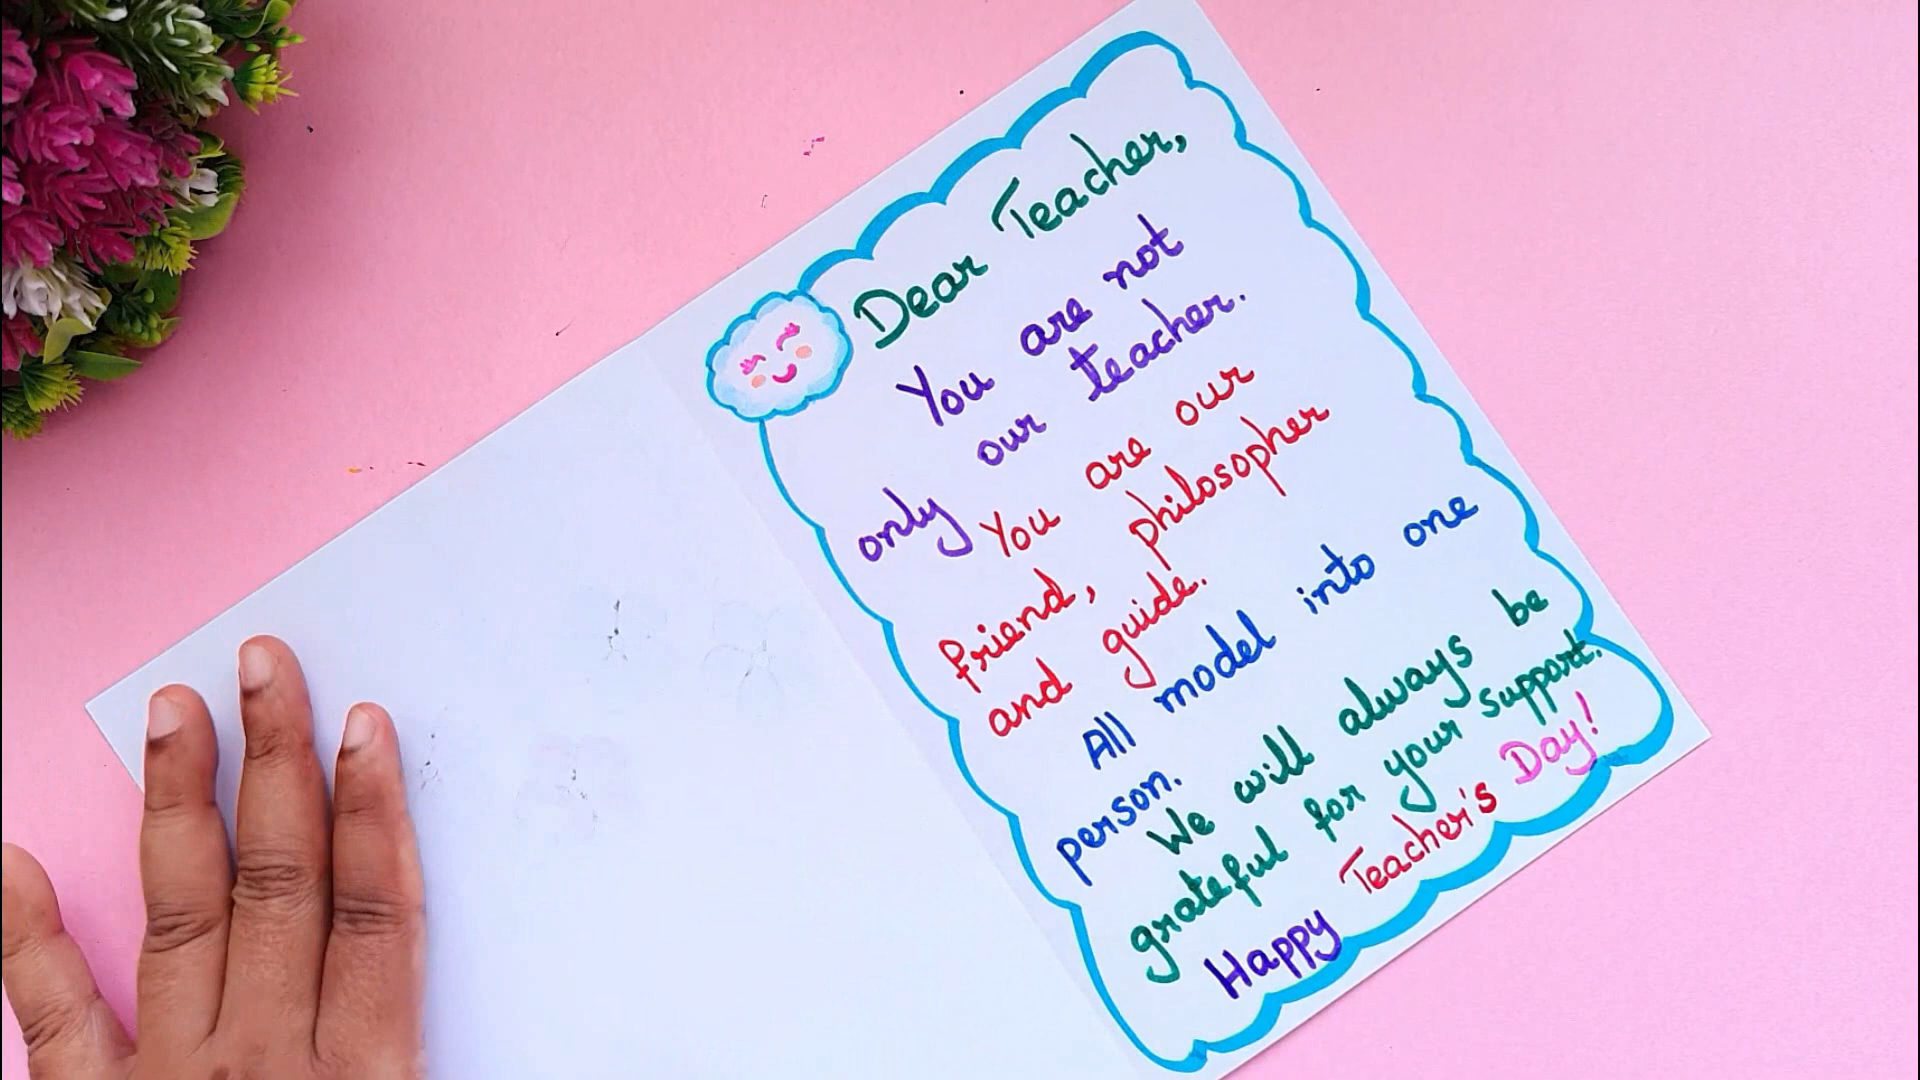 Dear Teacher,
You are not
only our teacher.
You are our
friend, philosopher
and guide.
All model into one
person.
We will always be
grateful for your support.
Happy Teacher's Day!